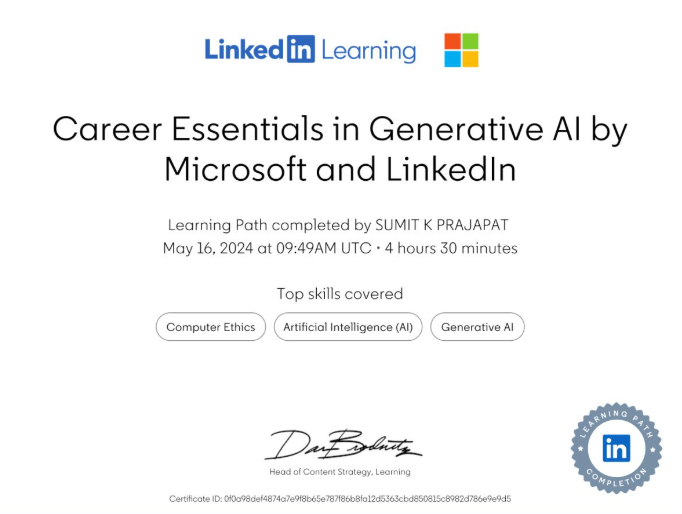 Linked in Learning
Career Essentials in Generative AI by
Microsoft and LinkedIn
Learning Path completed by SUMIT K PRAJAPAT
May 16, 2024 at 09:49AM UTC • 4 hours 30 minutes
Top skills covered
Computer Ethics
Artificial Intelligence (AI)
Generative AI
Head of Content Strategy, Learning
LEARNING PATH
in
COMPLETION
Certificate ID: 0f0a98def4874a7e9f8b65e787f86b8fa12d5363cbd850815c8982d786e9e9d5